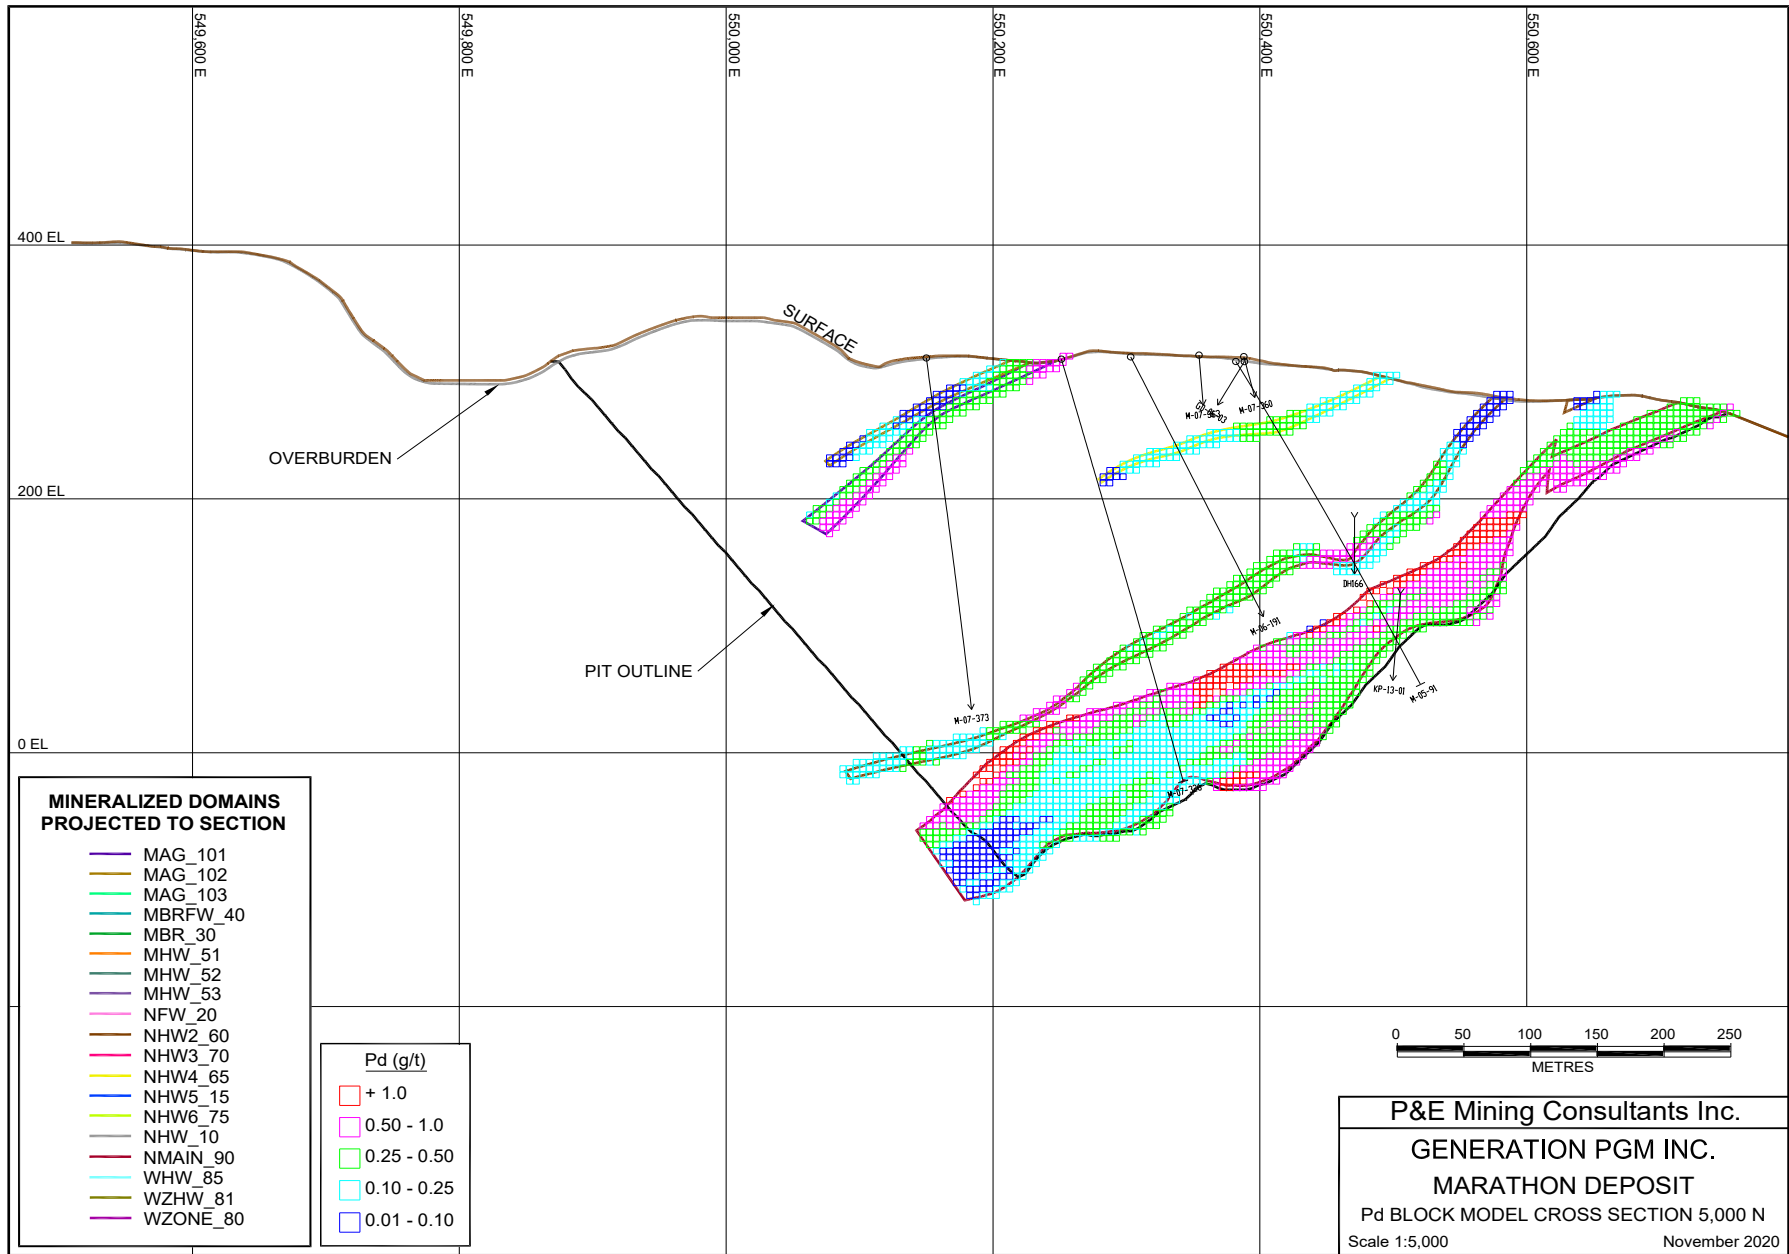 549,600 E
549,800 E
550,000 E
550,200 E
550,400 E
550,600 E
400 EL
200 EL
0 EL
SURFACE
OVERBURDEN
PIT OUTLINE
M-07-373
M-07-363
M-07-360
DH166
M-06-191
KP-13-01
M-05-91
MINERALIZED DOMAINS
PROJECTED TO SECTION
MAG_101
MAG_102
MAG_103
MBRFW_40
MBR_30
MHW_51
MHW_52
MHW_53
NFW_20
NHW2_60
NHW3_70
NHW4_65
NHW5_15
NHW6_75
NHW_10
NMAIN_90
WHW_85
WZHW_81
WZONE_80
Pd (g/t)
+ 1.0
0.50 - 1.0
0.25 - 0.50
0.10 - 0.25
0.01 - 0.10
0 50 100 150 200 250
METRES
P&E Mining Consultants Inc.
GENERATION PGM INC.
MARATHON DEPOSIT
Pd BLOCK MODEL CROSS SECTION 5,000 N
Scale 1:5,000 November 2020